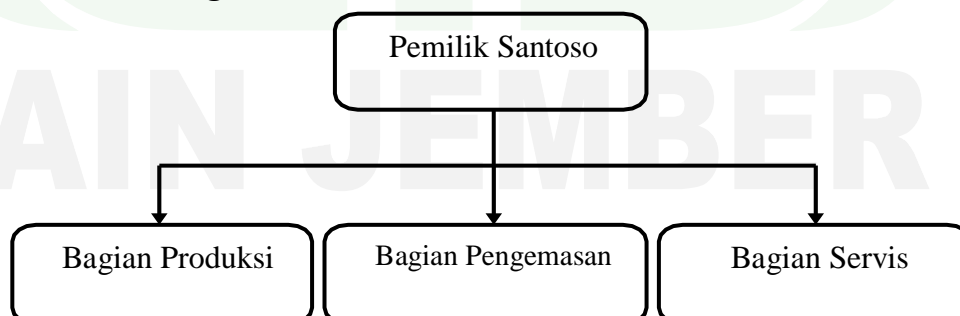 Pemilik Santoso
AIN JEMBER
Bagian Produksi
Bagian Pengemasan
Bagian Servis